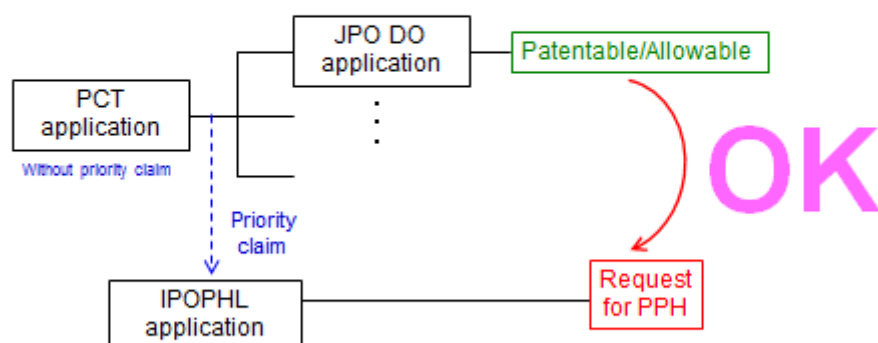 JPO DO
application
Patentable/Allowable
PCT
application
Without priority claim
OK
Priority
claim
Request
for PPH
IPOPHL
application